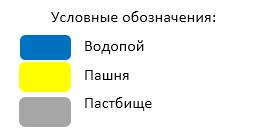 Условные обозначения:
Водопой
Пашня
Пастбище